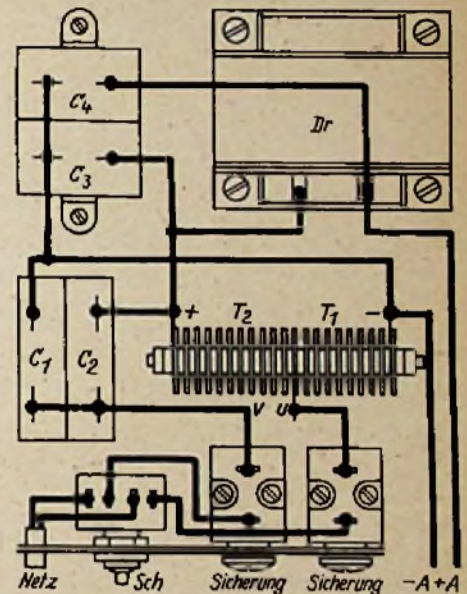 C4
Dr
C3
+ T2 T1 −
C1 C2
V U
Netz Sch Sicherung Sicherung −A +A